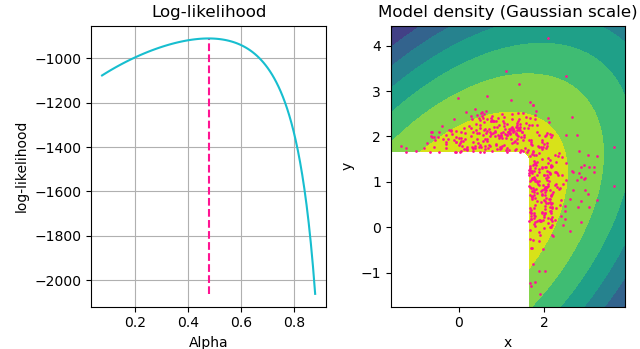 Log-likelihood
log-likelihood
−1000
−1200
−1400
−1600
−1800
−2000
0.2 0.4 0.6 0.8
Alpha
Model density (Gaussian scale)
y
4
3
2
1
0
−1
0 2
x